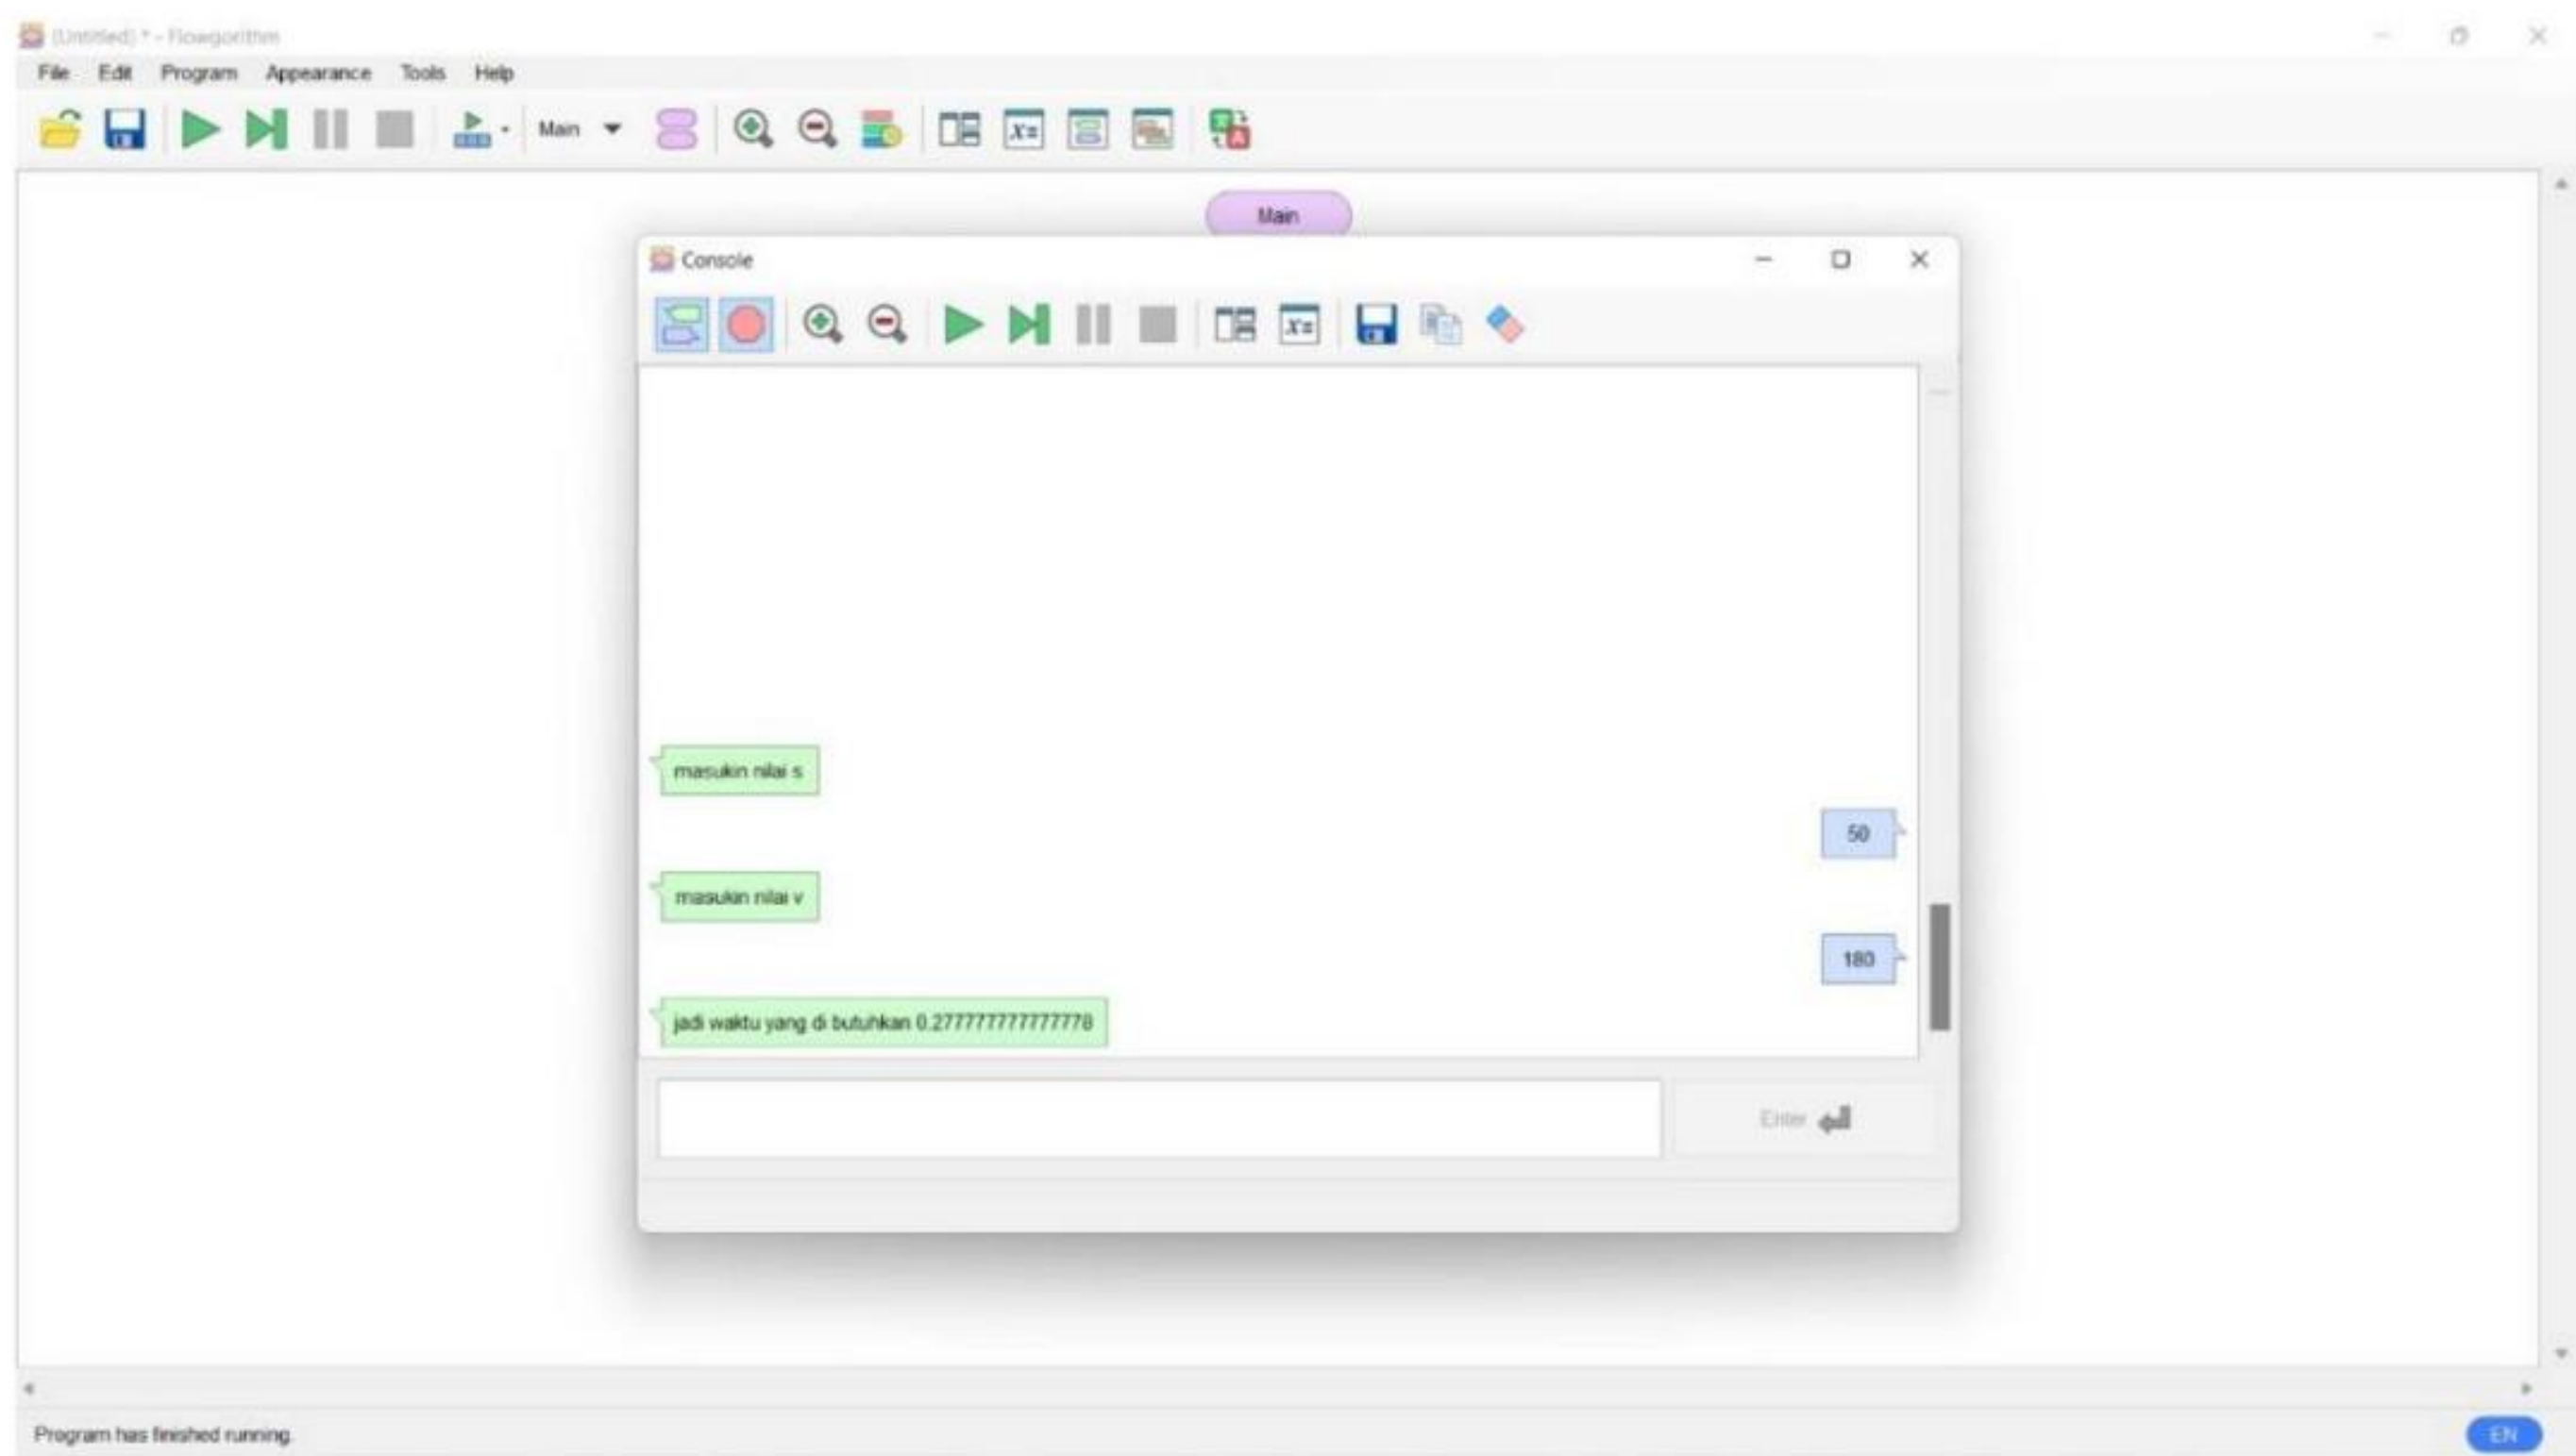 (Untitled) * - Flowgorithm
File Edit Program Appearance Tools Help
Main
Main
Console
masukin nilai s
50
masukin nilai v
180
jadi waktu yang di butuhkan 0.2777777777777778
Enter
Program has finished running.
EN